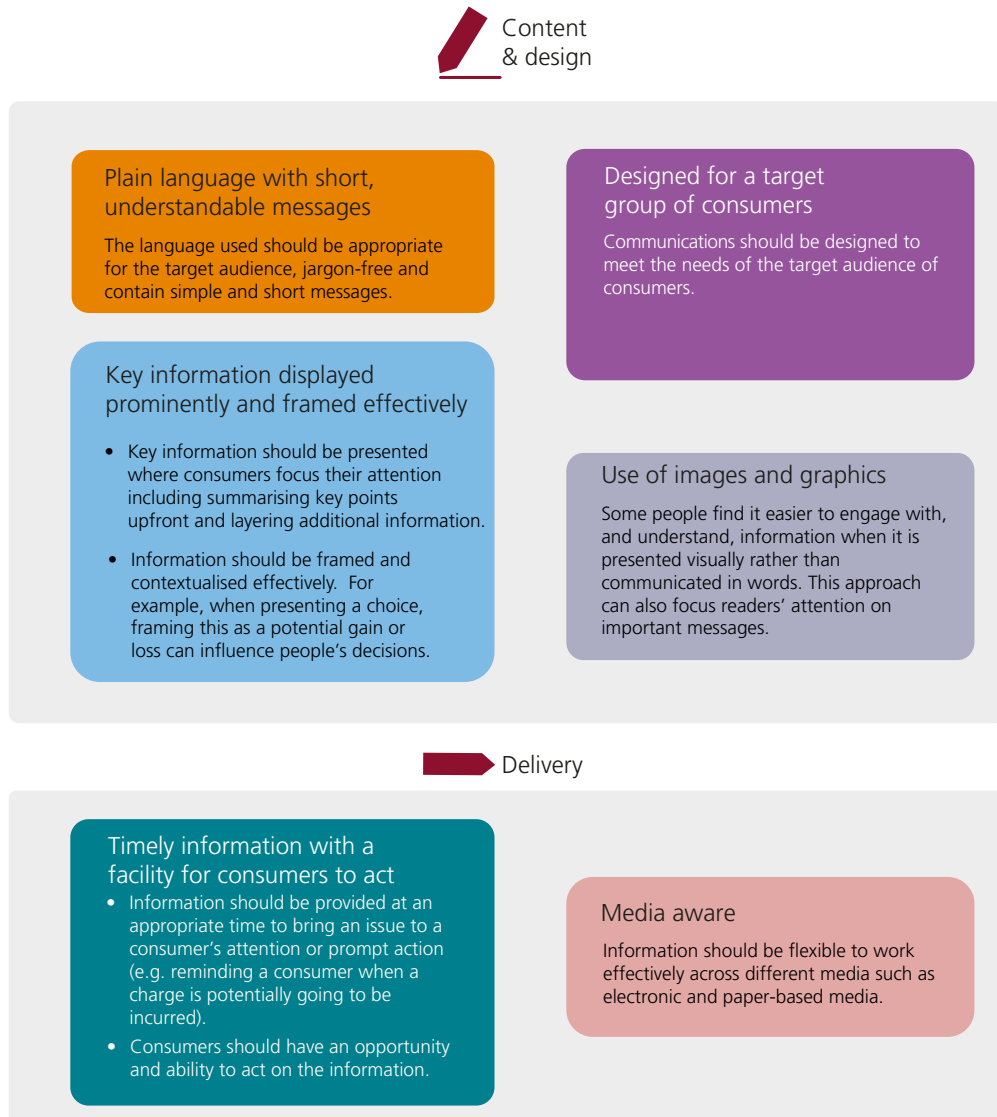 Content
& design
Plain language with short,
understandable messages
The language used should be appropriate
for the target audience, jargon-free and
contain simple and short messages.
Designed for a target
group of consumers
Communications should be designed to
meet the needs of the target audience of
consumers.
Key information displayed
prominently and framed effectively
• Key information should be presented
where consumers focus their attention
including summarising key points
upfront and layering additional information.
• Information should be framed and
contextualised effectively.  For
example, when presenting a choice,
framing this as a potential gain or
loss can influence people’s decisions.
Use of images and graphics
Some people find it easier to engage with,
and understand, information when it is
presented visually rather than
communicated in words. This approach
can also focus readers’ attention on
important messages.
Delivery
Timely information with a
facility for consumers to act
• Information should be provided at an
appropriate time to bring an issue to a
consumer’s attention or prompt action
(e.g. reminding a consumer when a
charge is potentially going to be
incurred).
• Consumers should have an opportunity
and ability to act on the information.
Media aware
Information should be flexible to work
effectively across different media such as
electronic and paper-based media.